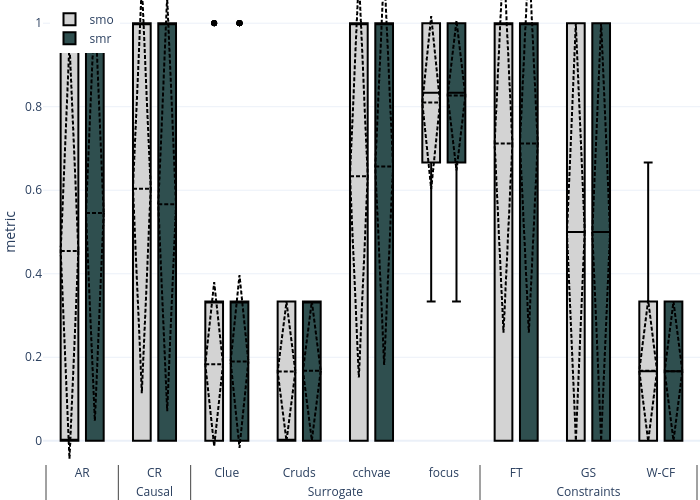 smo
smr
metric
1
0.8
0.6
0.4
0.2
0
AR CR Clue Cruds cchvae focus FT GS W-CF
Causal Surrogate Constraints